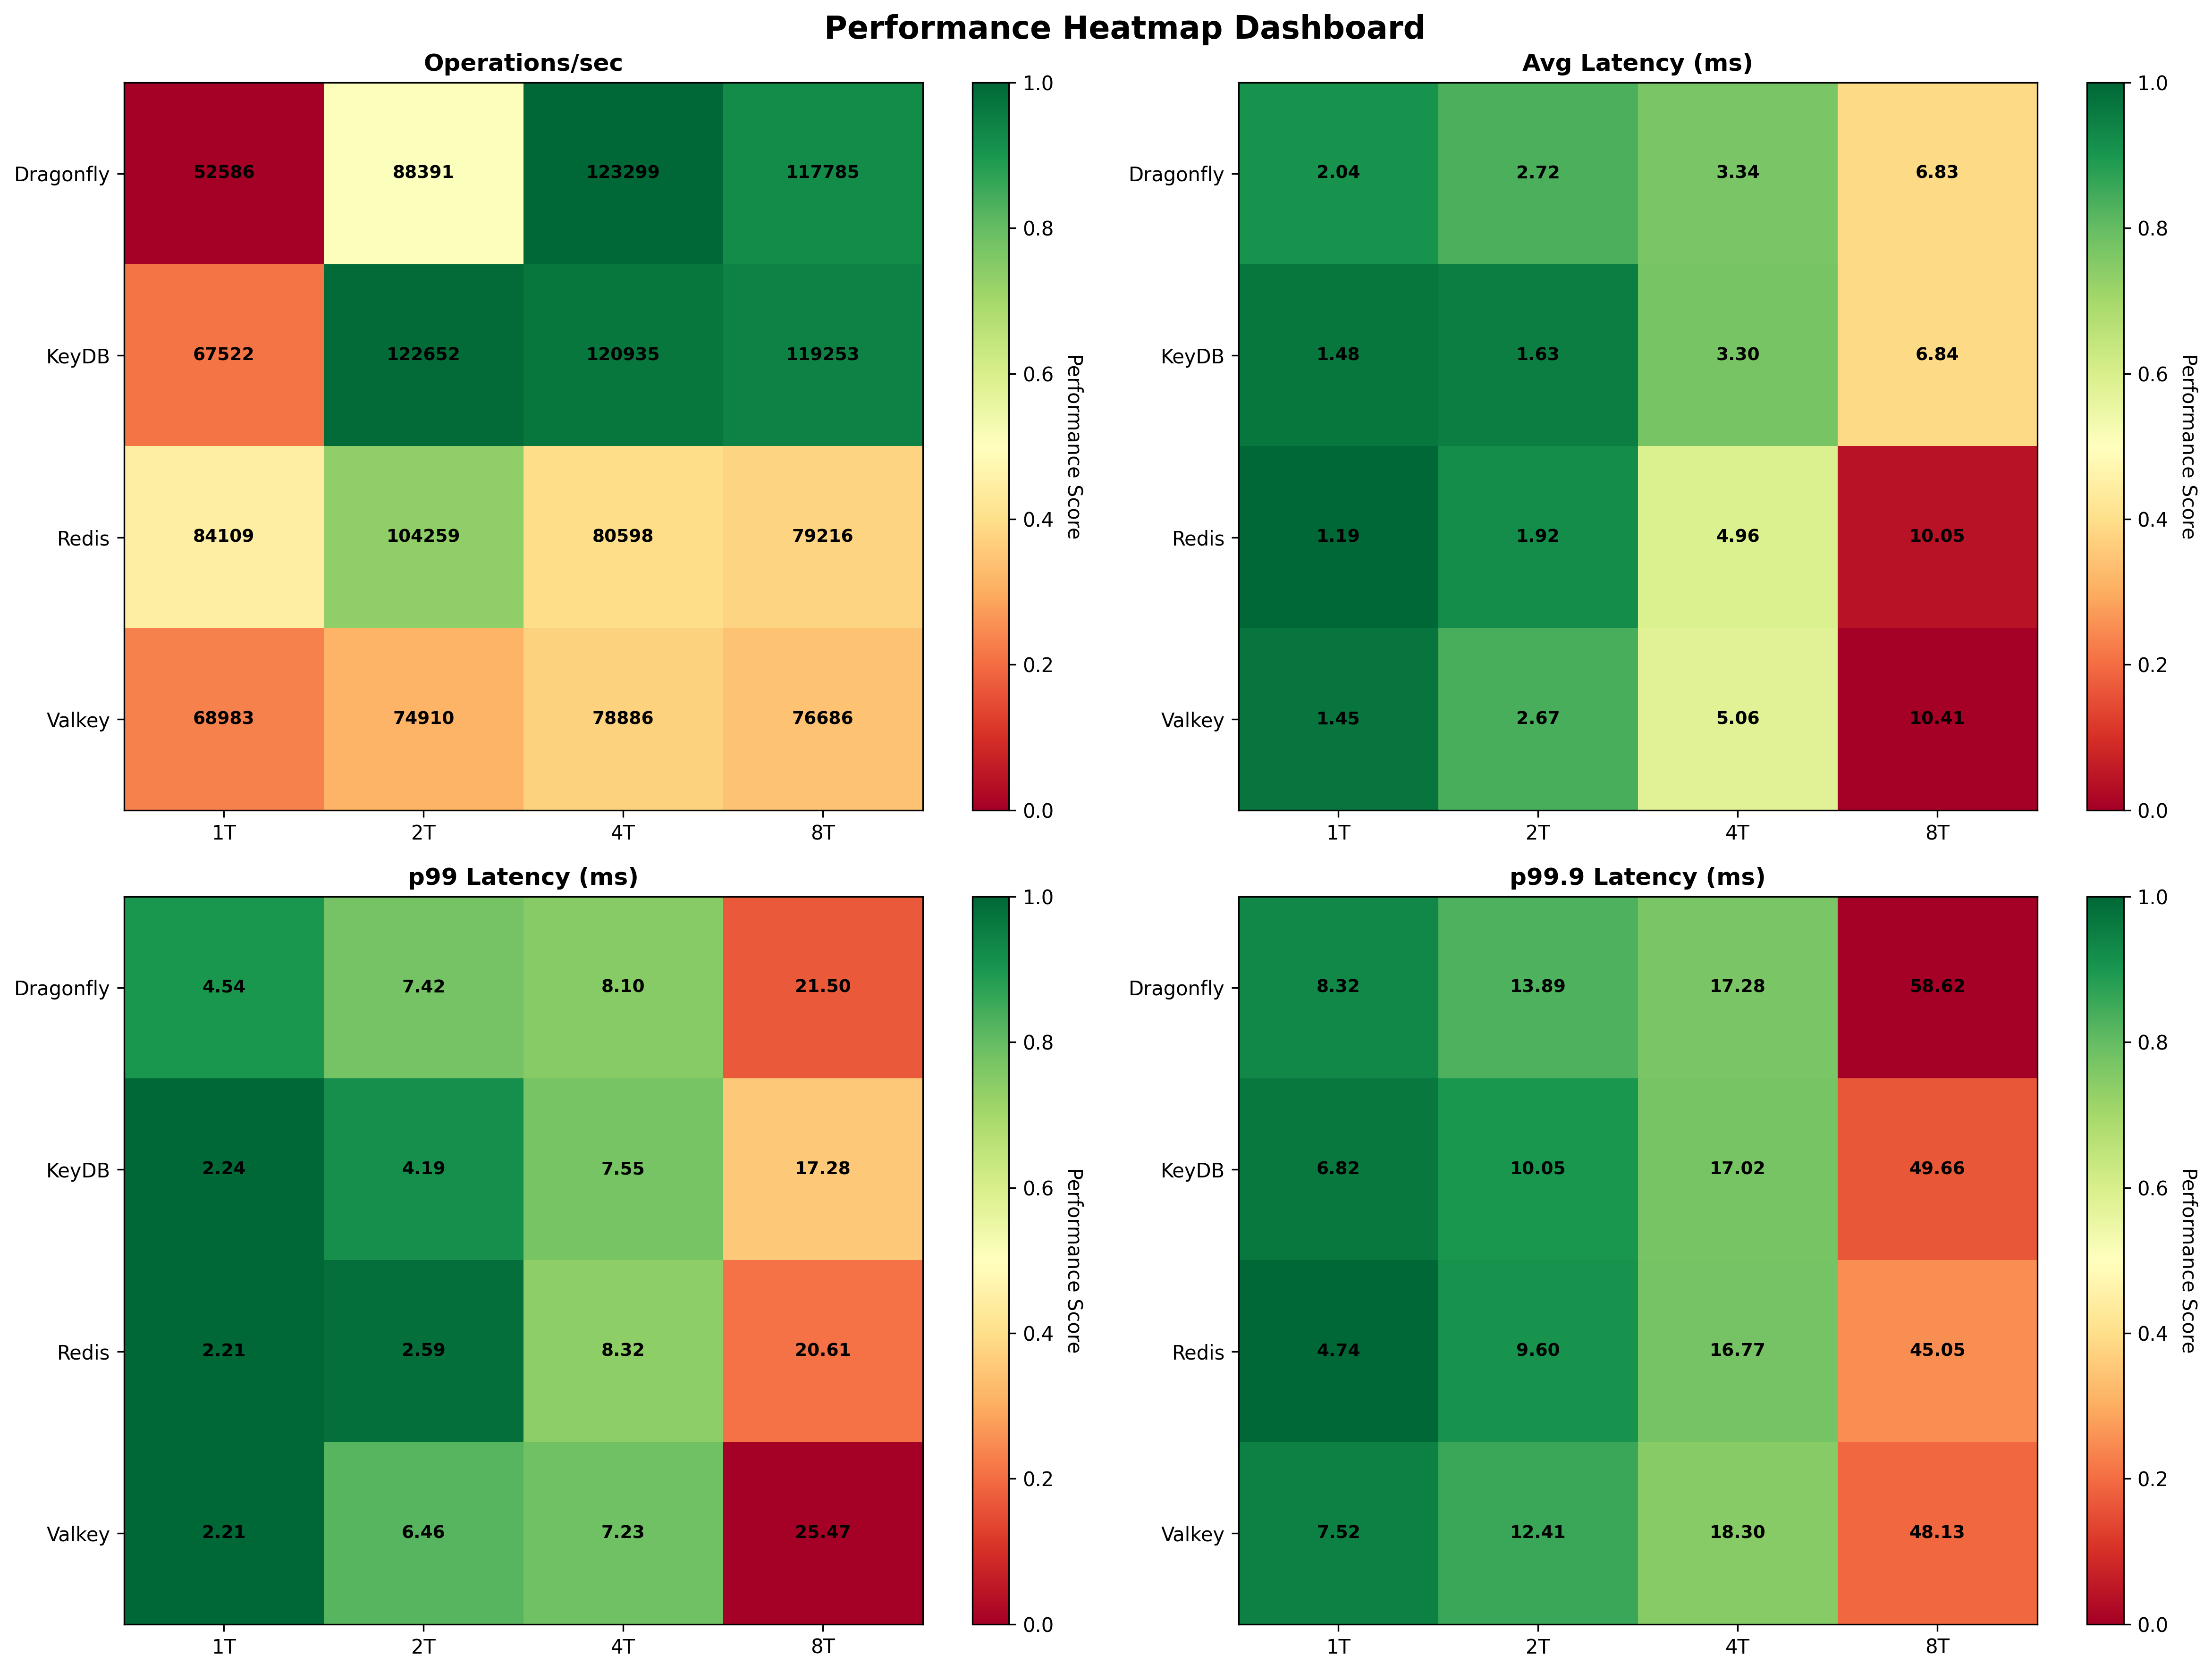 Performance Heatmap Dashboard
Operations/sec
Dragonfly 52586 88391 123299 117785
KeyDB 67522 122652 120935 119253
Redis 84109 104259 80598 79216
Valkey 68983 74910 78886 76686
1T 2T 4T 8T
1.0
0.8
0.6
0.4
0.2
0.0
Performance Score
Avg Latency (ms)
Dragonfly 2.04 2.72 3.34 6.83
KeyDB 1.48 1.63 3.30 6.84
Redis 1.19 1.92 4.96 10.05
Valkey 1.45 2.67 5.06 10.41
1T 2T 4T 8T
1.0
0.8
0.6
0.4
0.2
0.0
Performance Score
p99 Latency (ms)
Dragonfly 4.54 7.42 8.10 21.50
KeyDB 2.24 4.19 7.55 17.28
Redis 2.21 2.59 8.32 20.61
Valkey 2.21 6.46 7.23 25.47
1T 2T 4T 8T
1.0
0.8
0.6
0.4
0.2
0.0
Performance Score
p99.9 Latency (ms)
Dragonfly 8.32 13.89 17.28 58.62
KeyDB 6.82 10.05 17.02 49.66
Redis 4.74 9.60 16.77 45.05
Valkey 7.52 12.41 18.30 48.13
1T 2T 4T 8T
1.0
0.8
0.6
0.4
0.2
0.0
Performance Score